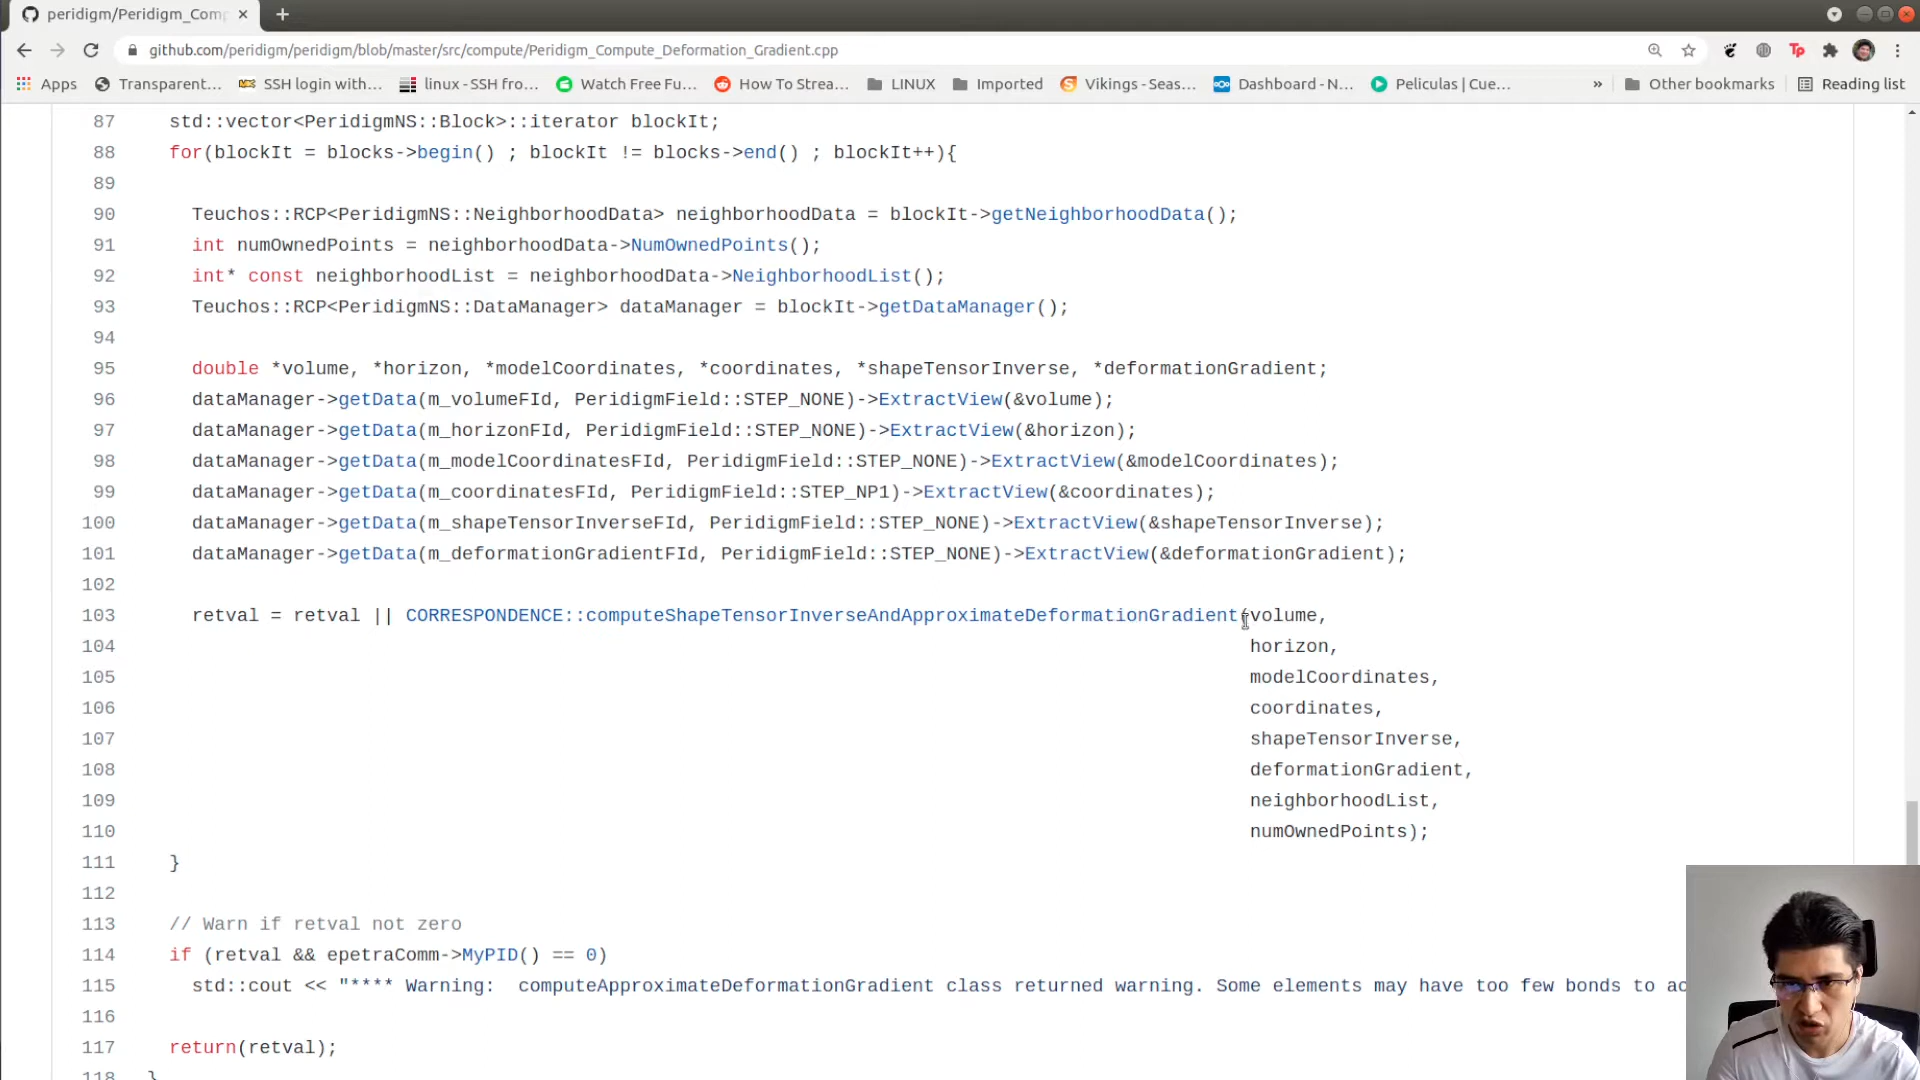 peridigm/Peridigm_Comp
github.com/peridigm/peridigm/blob/master/src/compute/Peridigm_Compute_Deformation_Gradient.cpp
Tp
Apps Transparent... SSH login with... linux - SSH fro... Watch Free Fu... How To Strea... LINUX Imported Vikings - Seas... Dashboard - N... Peliculas | Cue... » Other bookmarks Reading list
87 std::vector<PeridigmNS::Block>::iterator blockIt;
88 for(blockIt = blocks->begin() ; blockIt != blocks->end() ; blockIt++){
89
90 Teuchos::RCP<PeridigmNS::NeighborhoodData> neighborhoodData = blockIt->getNeighborhoodData();
91 int numOwnedPoints = neighborhoodData->NumOwnedPoints();
92 int* const neighborhoodList = neighborhoodData->NeighborhoodList();
93 Teuchos::RCP<PeridigmNS::DataManager> dataManager = blockIt->getDataManager();
94
95 double *volume, *horizon, *modelCoordinates, *coordinates, *shapeTensorInverse, *deformationGradient;
96 dataManager->getData(m_volumeFId, PeridigmField::STEP_NONE)->ExtractView(&volume);
97 dataManager->getData(m_horizonFId, PeridigmField::STEP_NONE)->ExtractView(&horizon);
98 dataManager->getData(m_modelCoordinatesFId, PeridigmField::STEP_NONE)->ExtractView(&modelCoordinates);
99 dataManager->getData(m_coordinatesFId, PeridigmField::STEP_NP1)->ExtractView(&coordinates);
100 dataManager->getData(m_shapeTensorInverseFId, PeridigmField::STEP_NONE)->ExtractView(&shapeTensorInverse);
101 dataManager->getData(m_deformationGradientFId, PeridigmField::STEP_NONE)->ExtractView(&deformationGradient);
102
103 retval = retval || CORRESPONDENCE::computeShapeTensorInverseAndApproximateDeformationGradient(volume,
104 horizon,
105 modelCoordinates,
106 coordinates,
107 shapeTensorInverse,
108 deformationGradient,
109 neighborhoodList,
110 numOwnedPoints);
111 }
112
113 // Warn if retval not zero
114 if (retval && epetraComm->MyPID() == 0)
115 std::cout << "**** Warning: computeApproximateDeformationGradient class returned warning. Some elements may have too few bonds to ac
116
117 return(retval);
118 }